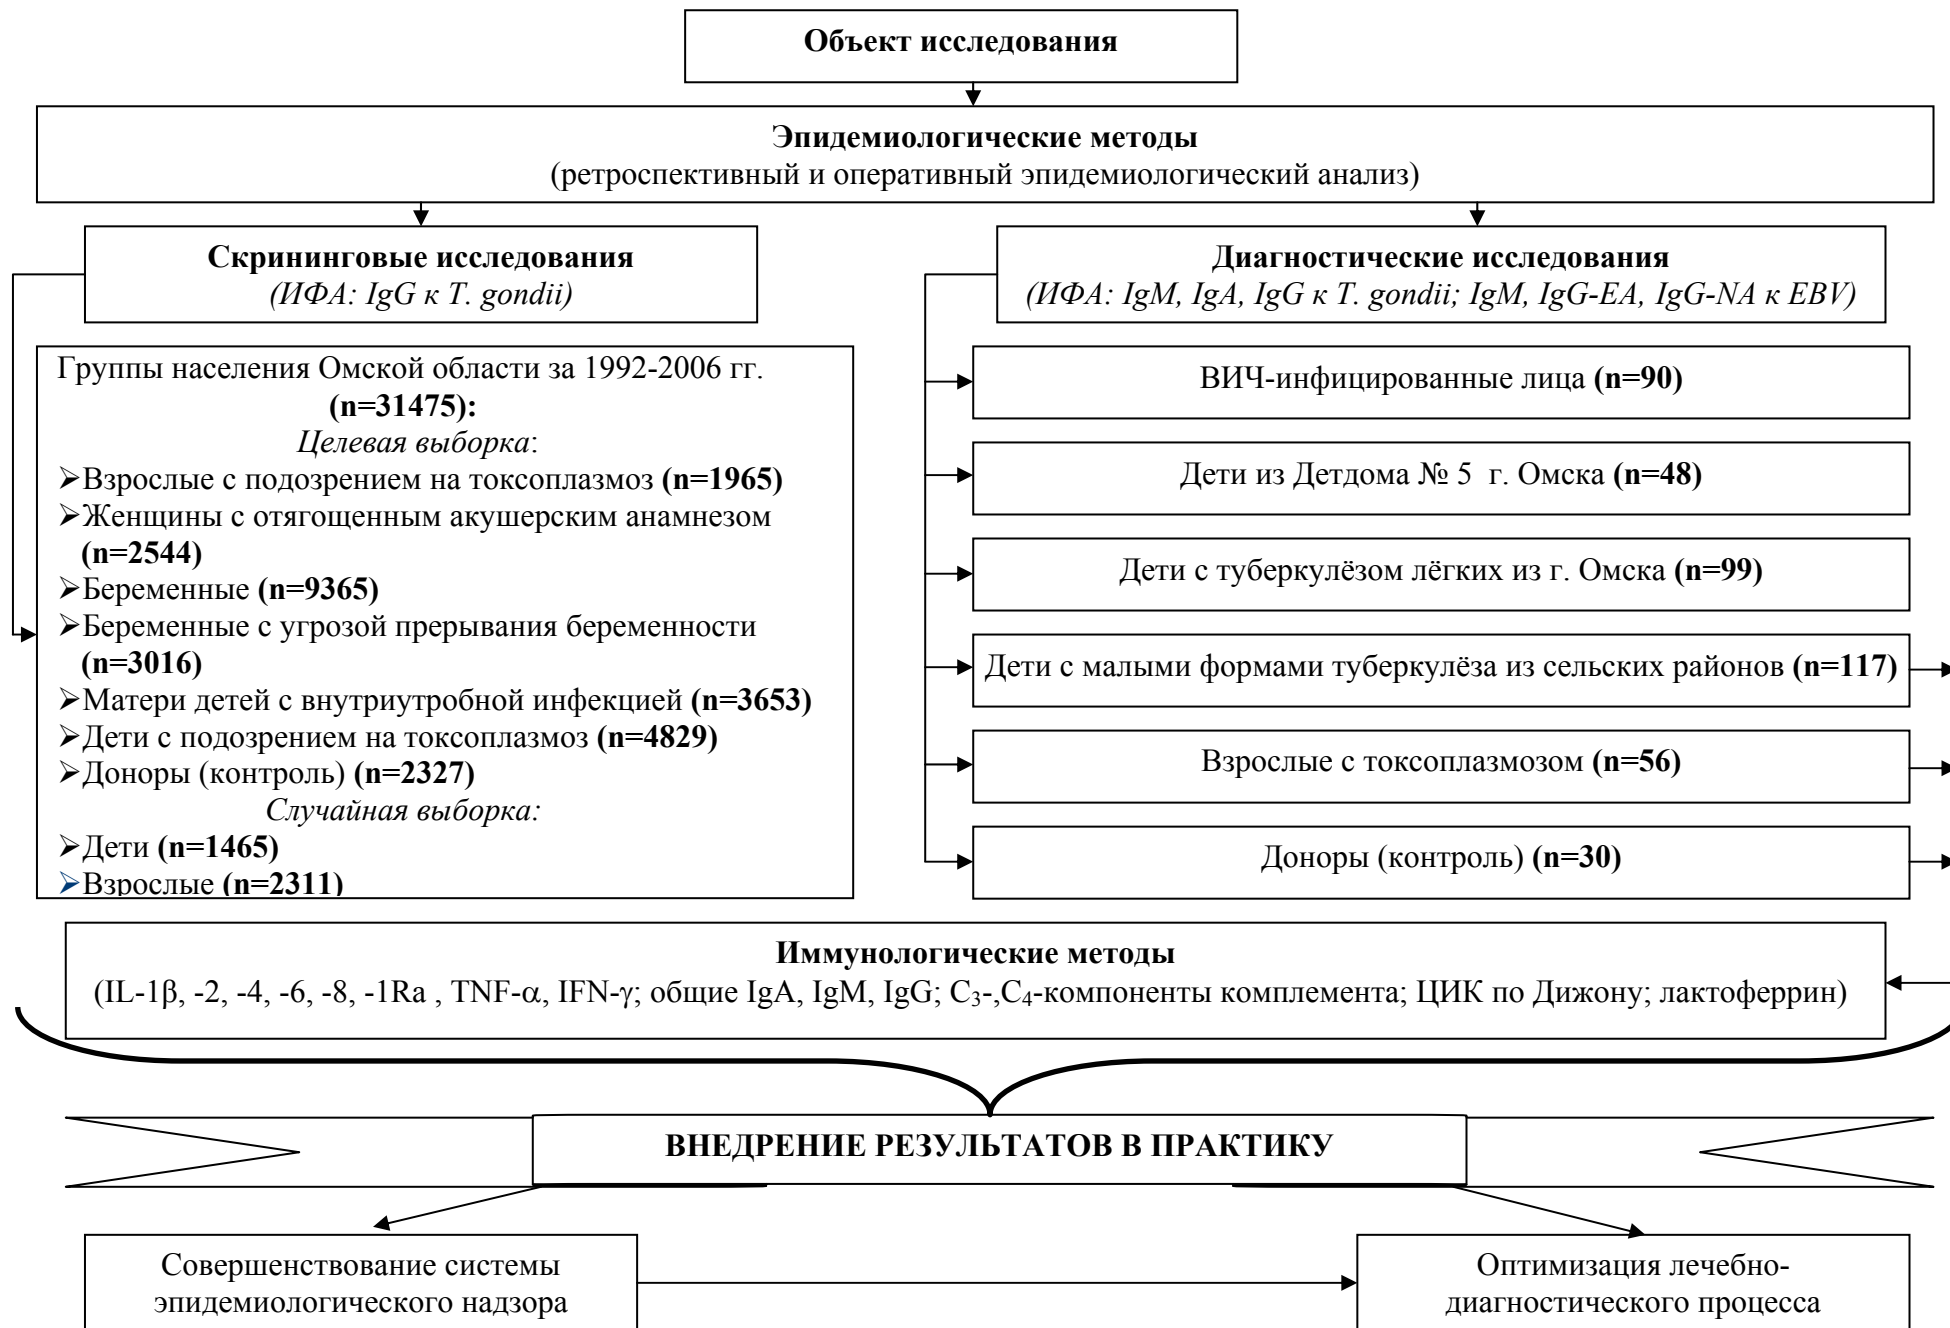 Объект исследования
Эпидемиологические методы
(ретроспективный и оперативный эпидемиологический анализ)
Скрининговые исследования
(ИФА: IgG к T. gondii)
Группы населения Омской области за 1992-2006 гг.
(n=31475):
Целевая выборка:
➢Взрослые с подозрением на токсоплазмоз (n=1965)
➢Женщины с отягощенным акушерским анамнезом
(n=2544)
➢Беременные (n=9365)
➢Беременные с угрозой прерывания беременности
(n=3016)
➢Матери детей с внутриутробной инфекцией (n=3653)
➢Дети с подозрением на токсоплазмоз (n=4829)
➢Доноры (контроль) (n=2327)
Случайная выборка:
➢Дети (n=1465)
➢Взрослые (n=2311)
Диагностические исследования
(ИФА: IgM, IgA, IgG к T. gondii; IgM, IgG-EA, IgG-NA к EBV)
ВИЧ-инфицированные лица (n=90)
Дети из Детдома № 5 г. Омска (n=48)
Дети с туберкулёзом лёгких из г. Омска (n=99)
Дети с малыми формами туберкулёза из сельских районов (n=117)
Взрослые с токсоплазмозом (n=56)
Доноры (контроль) (n=30)
Иммунологические методы
(IL-1β, -2, -4, -6, -8, -1Ra , TNF-α, IFN-γ; общие IgA, IgM, IgG; C₃-,C₄-компоненты комплемента; ЦИК по Дижону; лактоферрин)
ВНЕДРЕНИЕ РЕЗУЛЬТАТОВ В ПРАКТИКУ
Совершенствование системы
эпидемиологического надзора
Оптимизация лечебно-
диагностического процесса